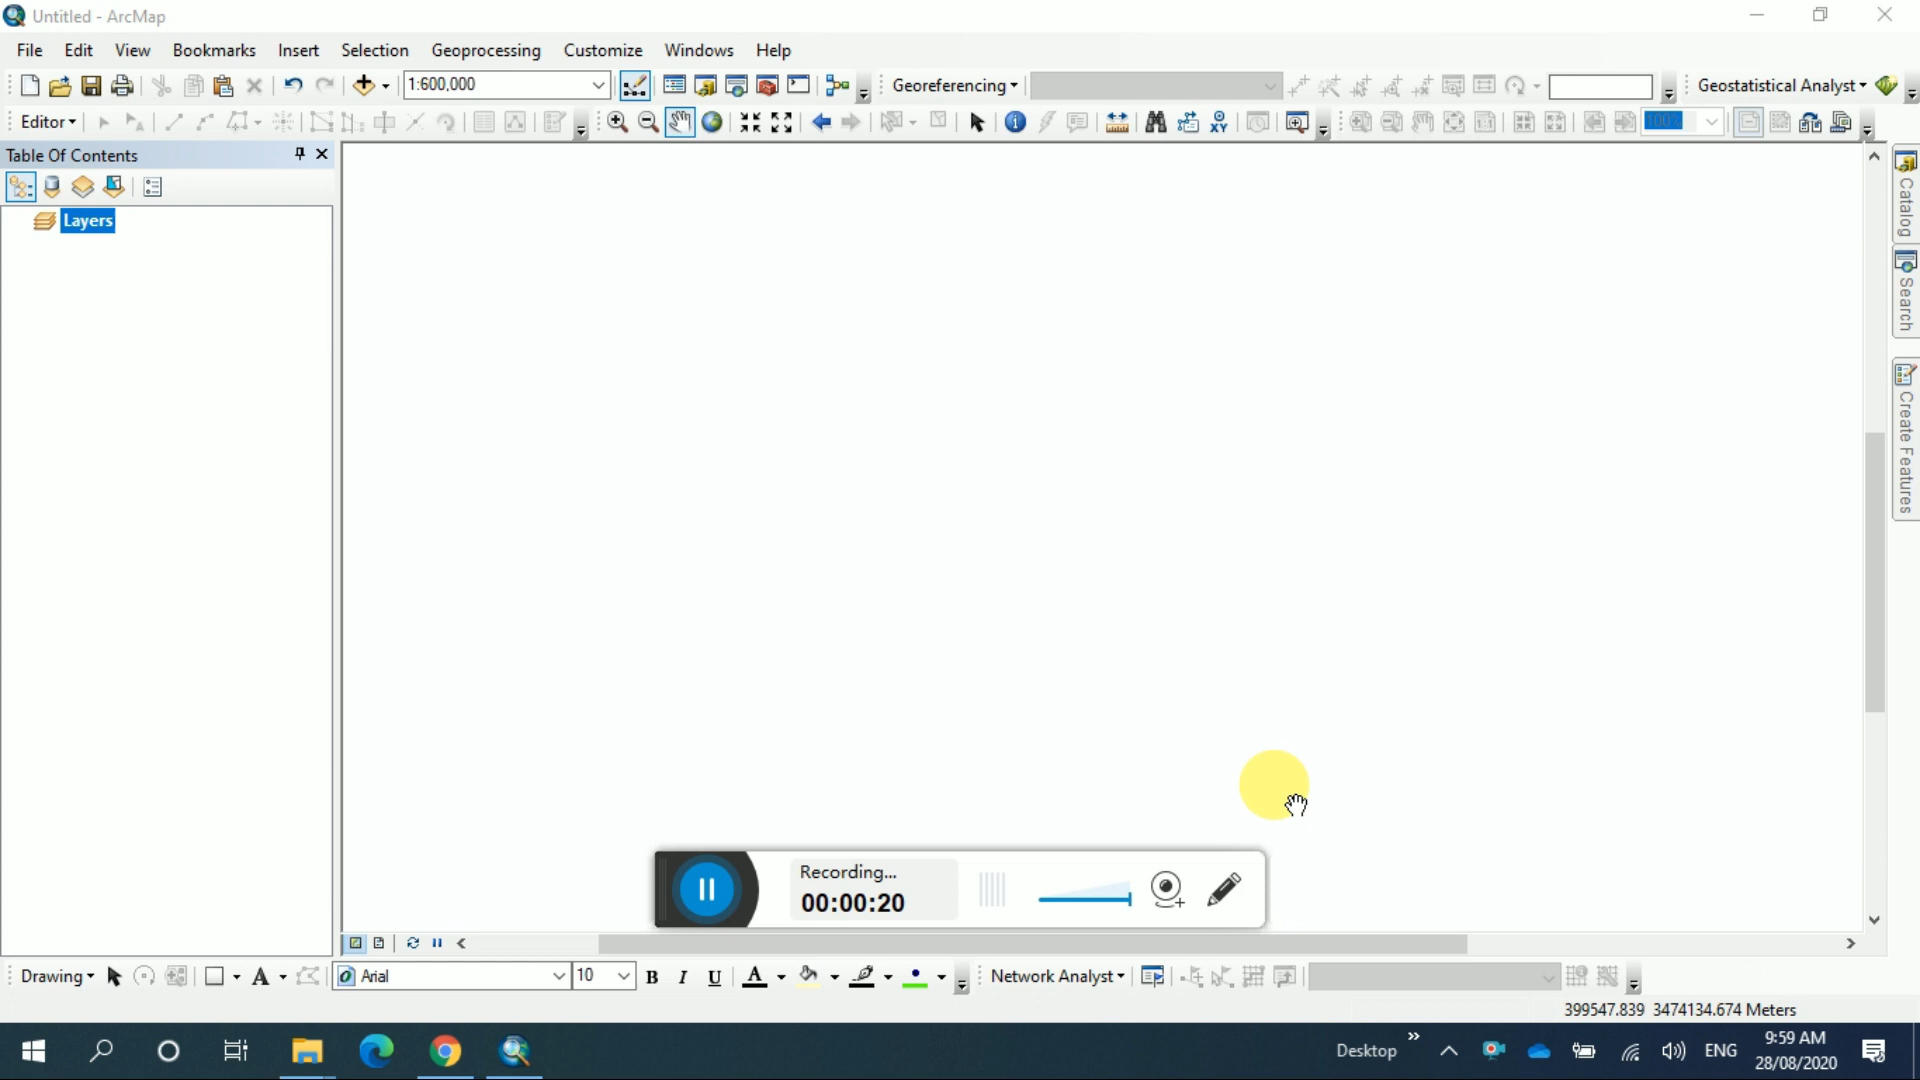 Untitled - ArcMap
File Edit View Bookmarks Insert Selection Geoprocessing Customize Windows Help
1:600,000 Georeferencing Geostatistical Analyst
Editor 100%
Table Of Contents
Layers
Catalog
Search
Create Features
Recording...
00:00:20
Drawing A Arial 10 B I U A Network Analyst
399547.839 3474134.674 Meters
Desktop ENG 9:59 AM
28/08/2020